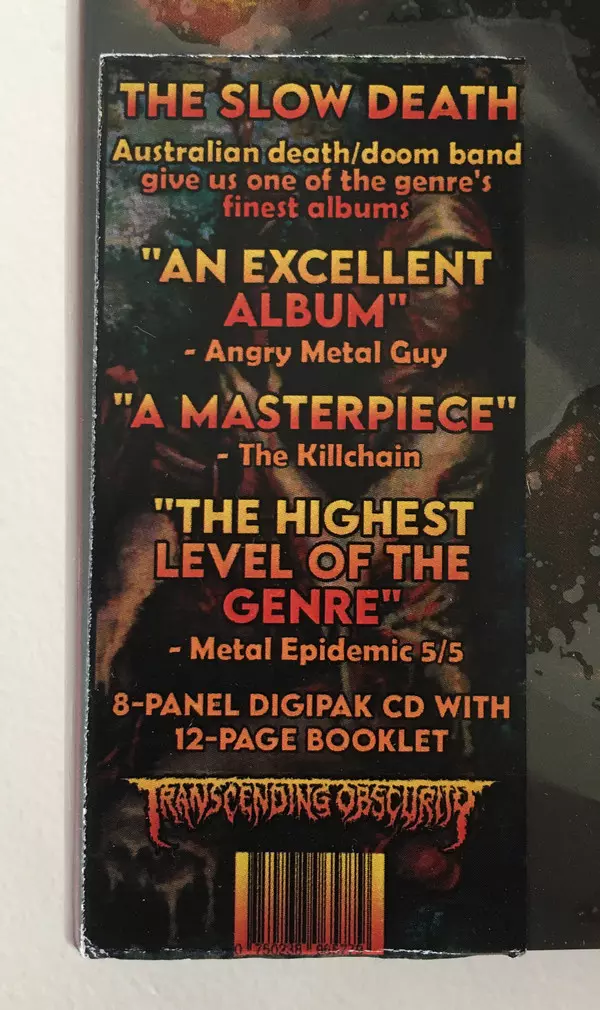 THE SLOW DEATH
Australian death/doom band
give us one of the genre's
finest albums
"AN EXCELLENT
ALBUM"
- Angry Metal Guy
"A MASTERPIECE"
- The Killchain
"THE HIGHEST
LEVEL OF THE
GENRE"
- Metal Epidemic 5/5
8-PANEL DIGIPAK CD WITH
12-PAGE BOOKLET
TRANSCENDING OBSCURITY